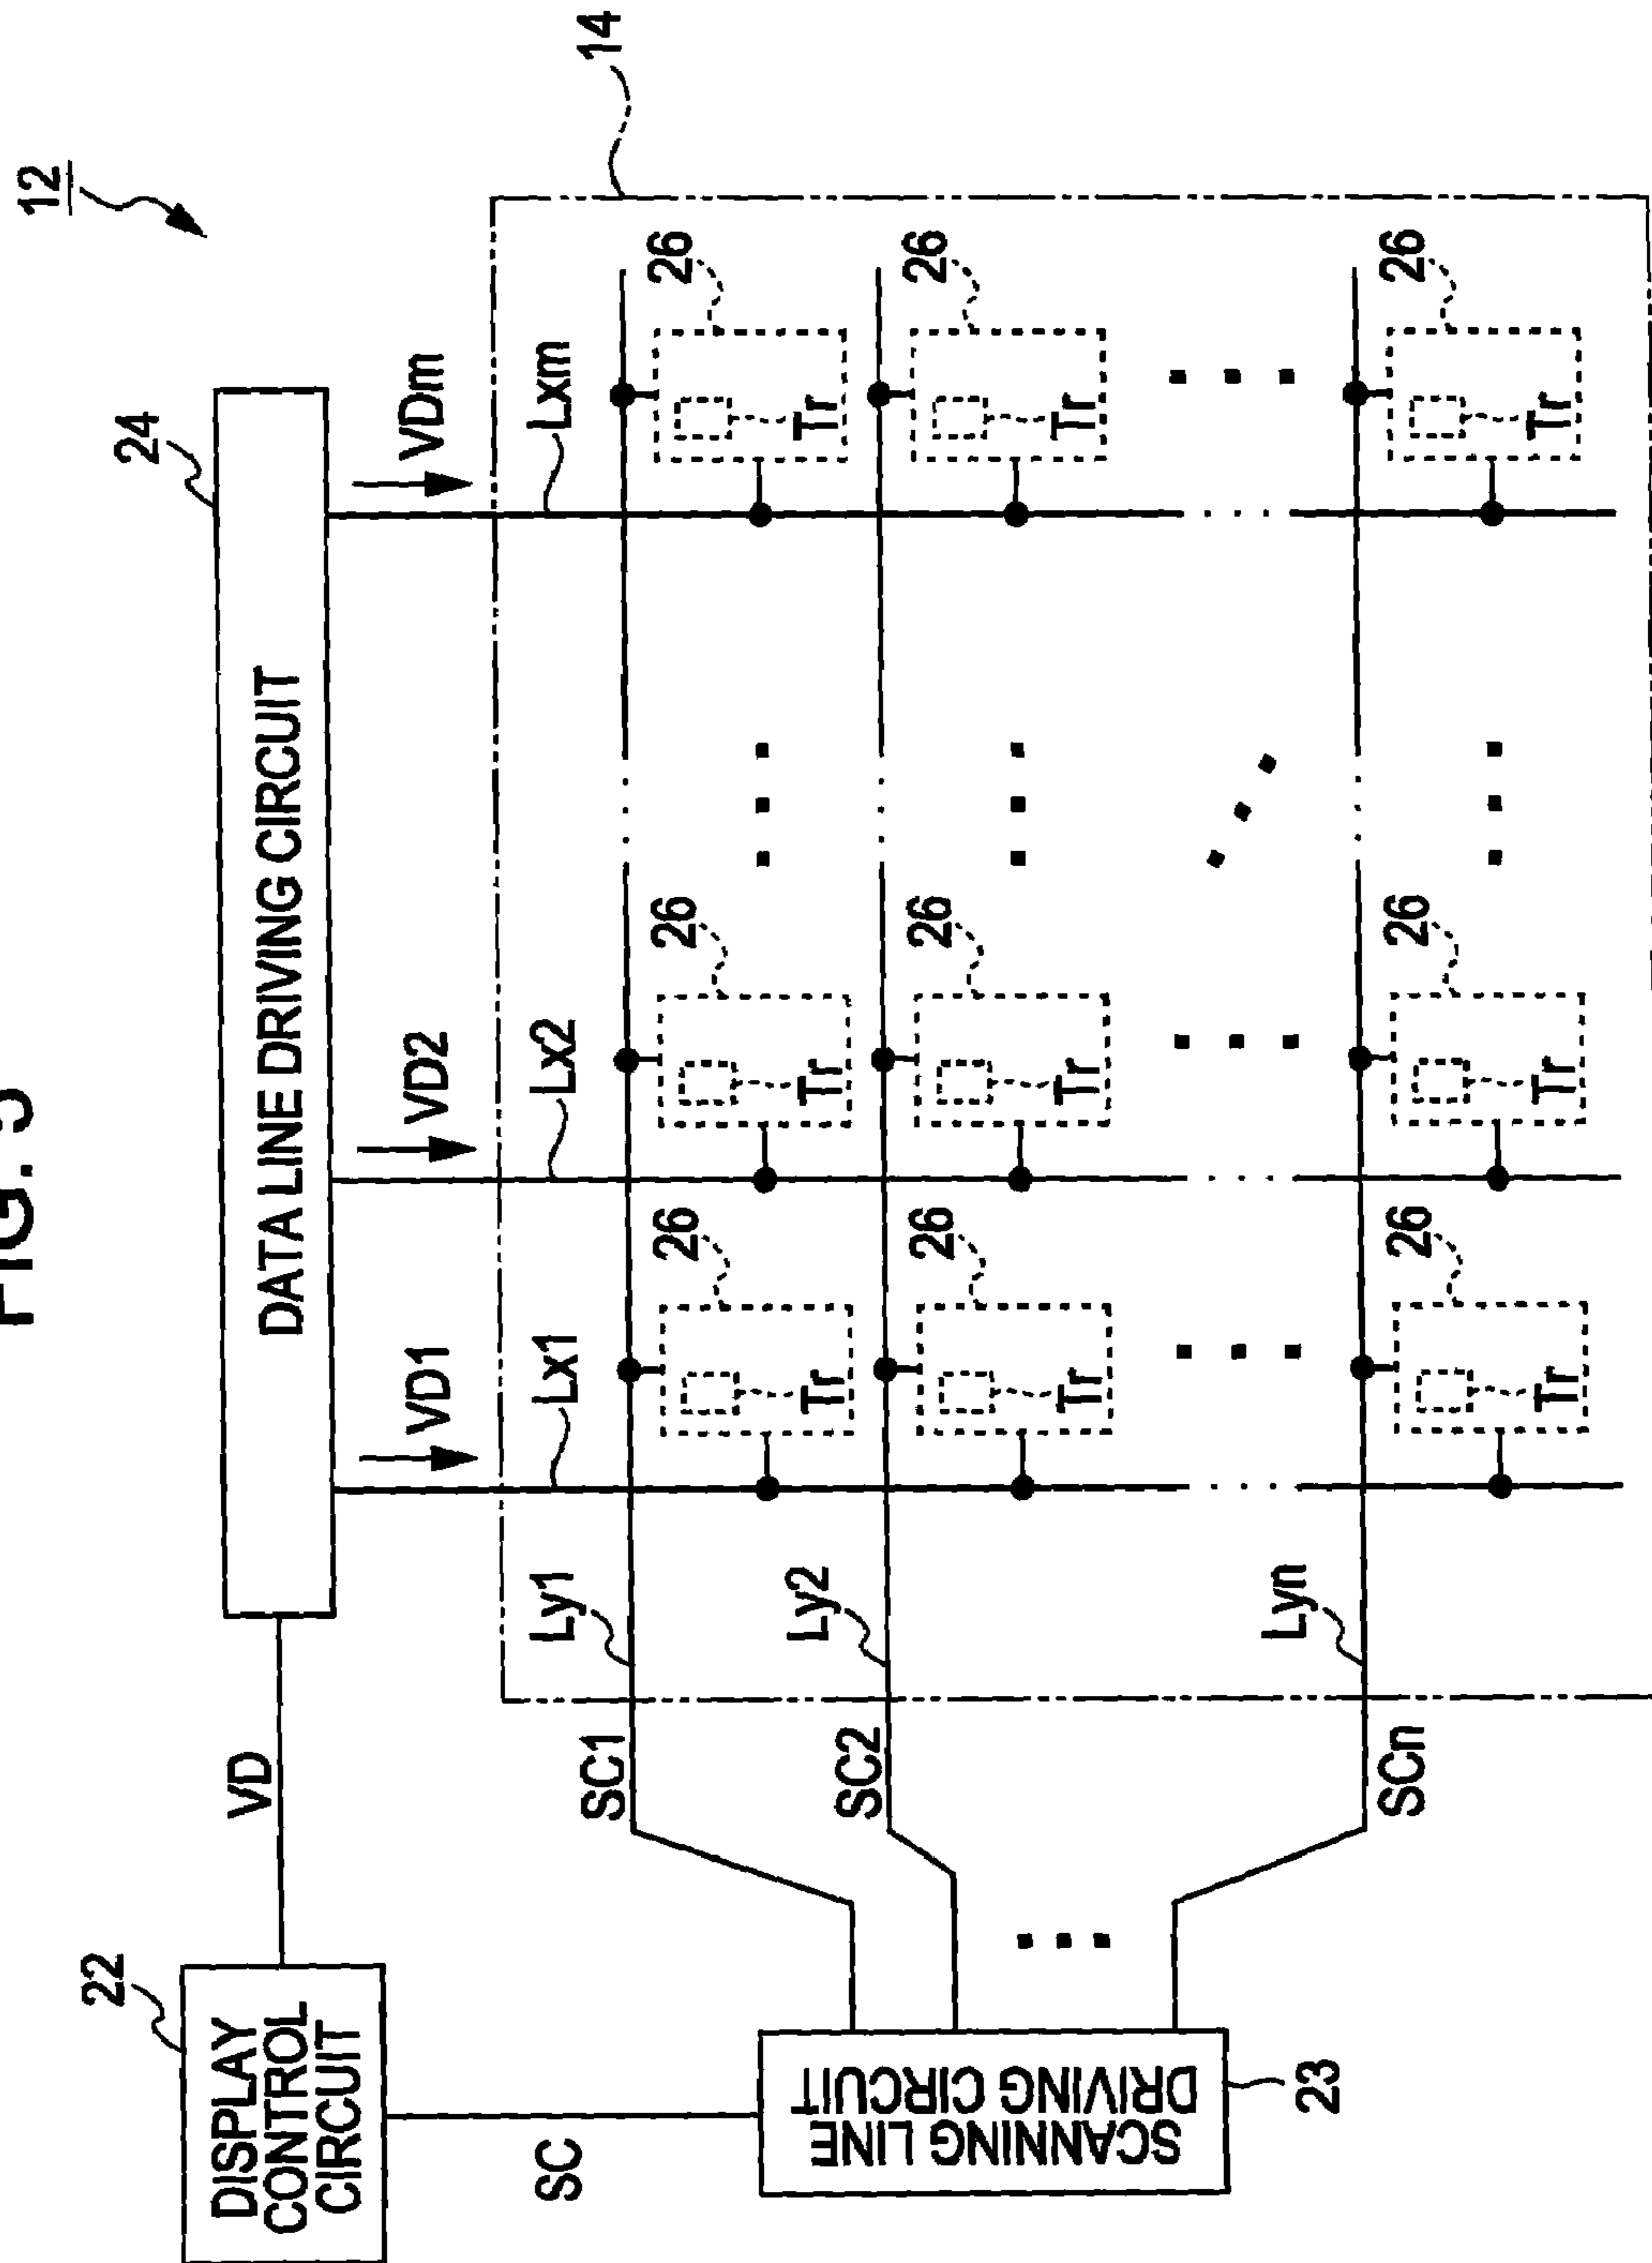 FIG.
12
22
24
DISPLAY
CONTROL
CIRCUIT
VD
DATA LINE DRIVING CIRCUIT
VD1
VD2
VDm
SC
Lx1
Lx2
Lxm
14
SC1
Ly1
26
26
26
Tr
Tr
Tr
SC2
Ly2
26
26
26
Tr
Tr
Tr
SCANNING LINE
DRIVING CIRCUIT
23
SCn
Lyn
26
26
26
Tr
Tr
Tr